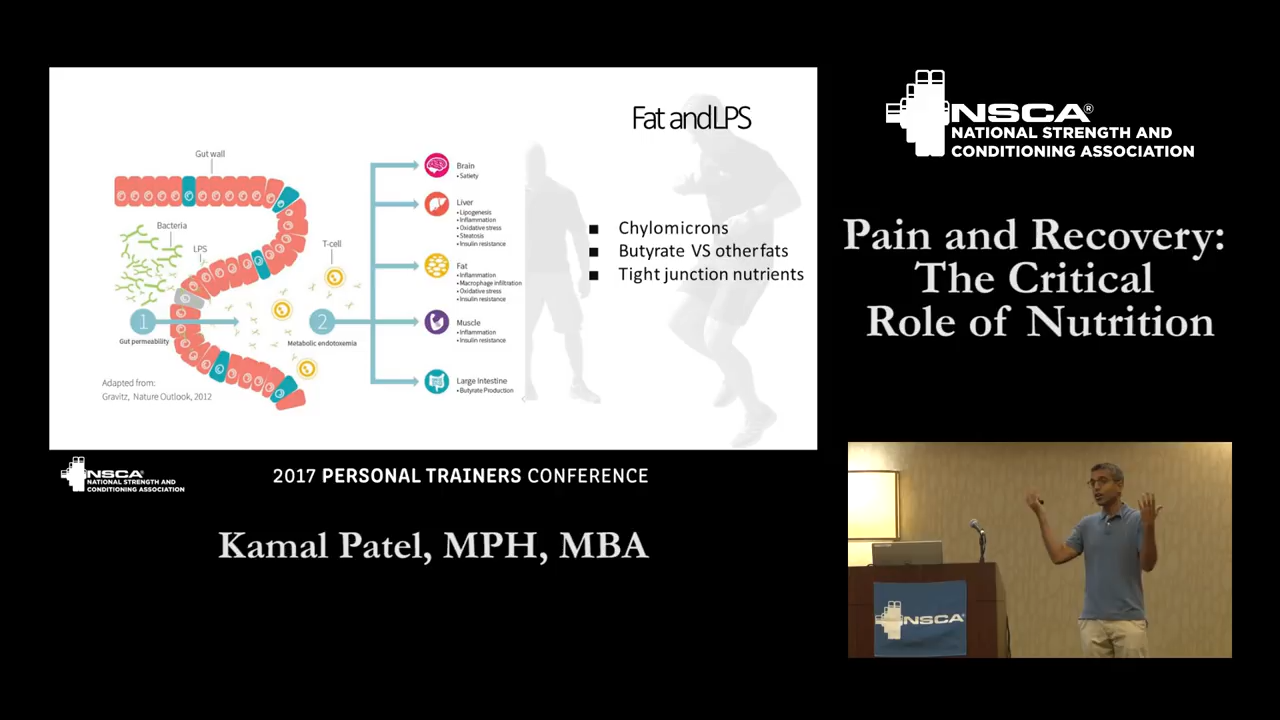 Fat and LPS
Gut wall
Bacteria
LPS
T-cell
1
Gut permeability
2
Metabolic endotoxemia
Adapted from:
Gravitz, Nature Outlook, 2012
Brain
• Satiety
Liver
• Lipogenesis
• Inflammation
• Oxidative stress
• Steatosis
• Insulin resistance
Fat
• Inflammation
• Macrophage infiltration
• Oxidative stress
• Insulin resistance
Muscle
• Inflammation
• Insulin resistance
Large Intestine
• Butyrate Production
■ Chylomicrons
■ Butyrate VS other fats
■ Tight junction nutrients
NSCA®
NATIONAL STRENGTH AND
CONDITIONING ASSOCIATION
2017 PERSONAL TRAINERS CONFERENCE
Kamal Patel, MPH, MBA
NSCA®
NATIONAL STRENGTH AND
CONDITIONING ASSOCIATION
Pain and Recovery:
The Critical
Role of Nutrition
NSCA